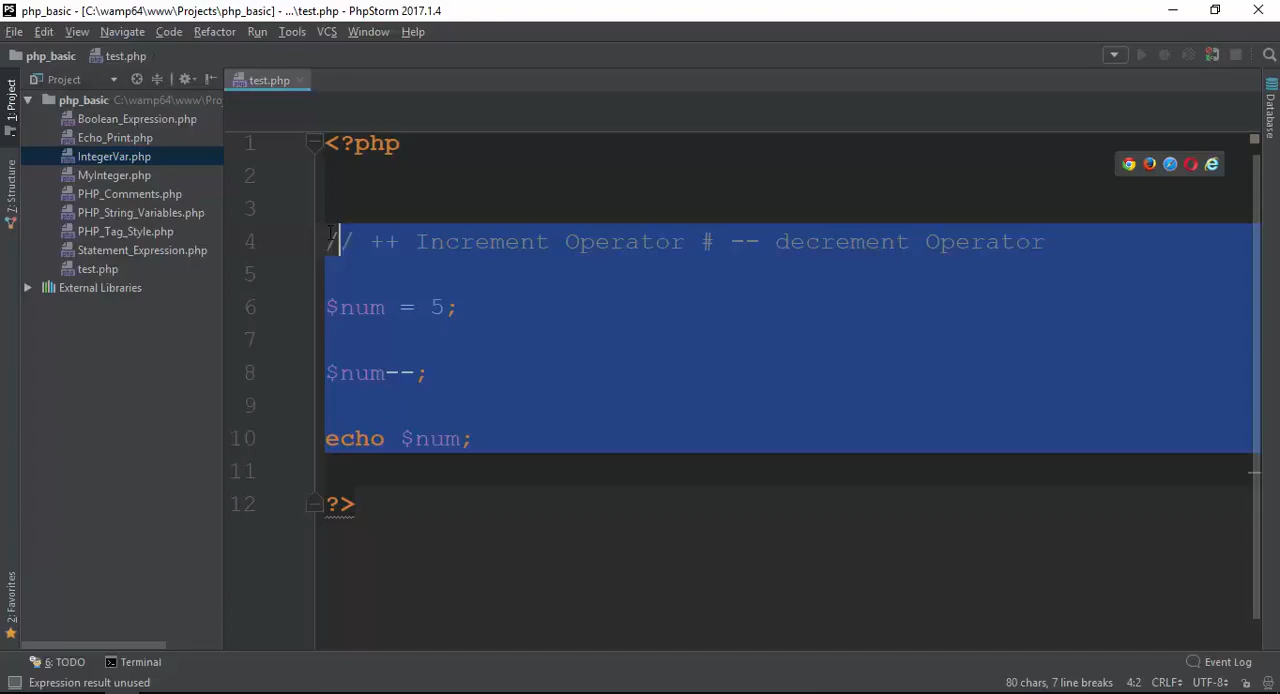 php_basic - [C:\wamp64\www\Projects\php_basic] - ...\test.php - PhpStorm 2017.1.4
File Edit View Navigate Code Refactor Run Tools VCS Window Help
php_basic test.php
Project test.php
1: Project
php_basic C:\wamp64\www\Pro
Boolean_Expression.php
Echo_Print.php
IntegerVar.php
MyInteger.php
PHP_Comments.php
PHP_String_Variables.php
PHP_Tag_Style.php
Statement_Expression.php
test.php
External Libraries
Z: Structure
2: Favorites
Database
1 <?php
2
3
4 // ++ Increment Operator # -- decrement Operator
5
6 $num = 5;
7
8 $num--;
9
10 echo $num;
11
12 ?>
6: TODO Terminal Event Log
Expression result unused 80 chars, 7 line breaks 4:2 CRLF UTF-8